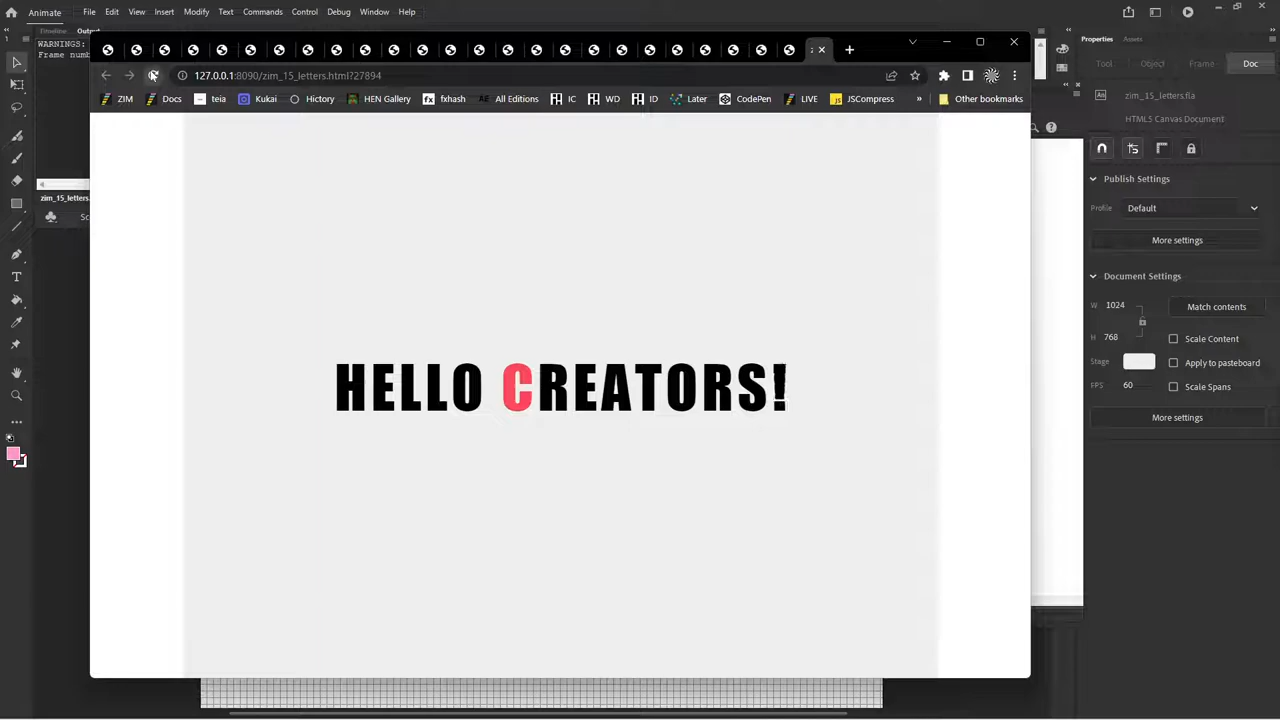 Animate File Edit View Insert Modify Text Commands Control Debug Window Help
Timeline Output
WARNINGS:
Frame numb
zim_15_letters.
Sc
127.0.0.1:8090/zim_15_letters.html?27894
ZIM Docs teia Kukai Hictory HEN Gallery fxhash All Editions IC WD ID Later CodePen LIVE JSCompress » Other bookmarks
HELLO CREATORS!
Properties Assets
Tool Object Frame Doc
zim_15_letters.fla
HTML5 Canvas Document
Publish Settings
Profile Default
More settings
Document Settings
W 1024 Match contents
H 768 Scale Content
Stage Apply to pasteboard
FPS 60 Scale Spans
More settings